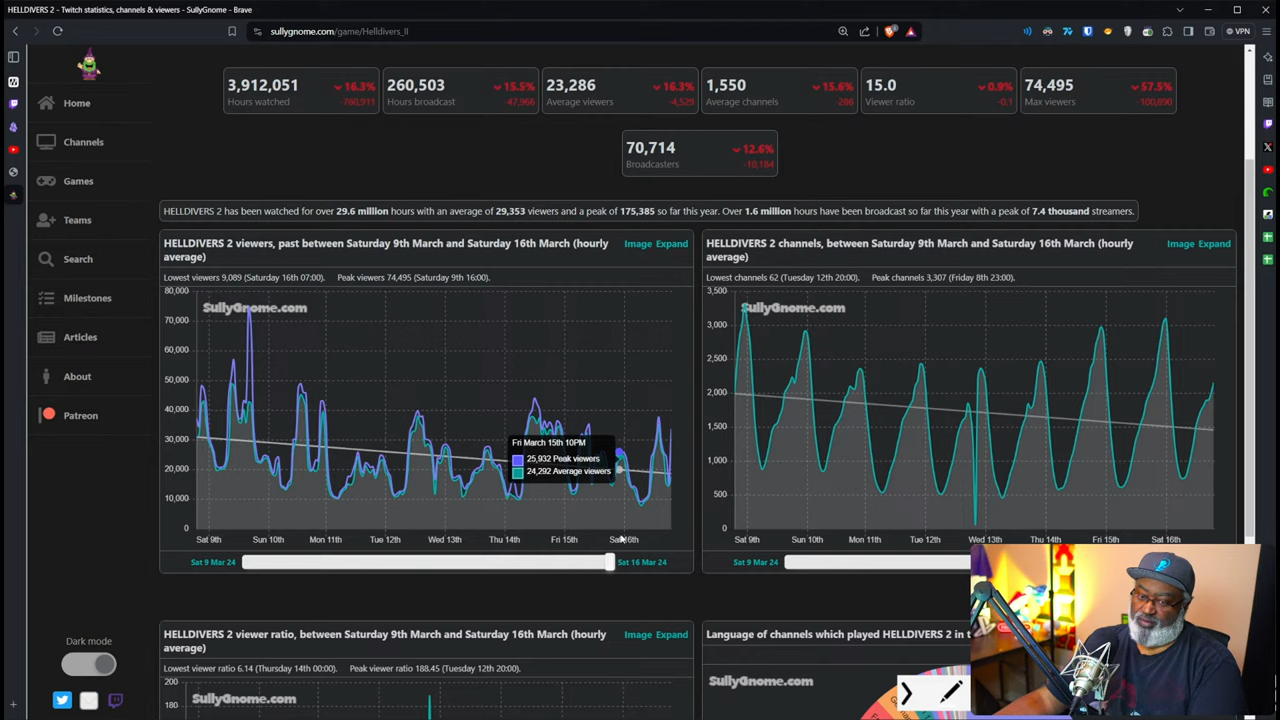 HELLDIVERS 2 - Twitch statistics, channels & viewers - SullyGnome - Brave
sullygnome.com/game/Helldivers_II
VPN
Home
Channels
Games
Teams
Search
Milestones
Articles
About
Patreon
Dark mode
3,912,051 16.3%
Hours watched -760,911
260,503 15.5%
Hours broadcast -47,966
23,286 16.3%
Average viewers -4,529
1,550 15.6%
Average channels -286
15.0 0.9%
Viewer ratio -0.1
74,495 57.5%
Max viewers -100,890
70,714 12.6%
Broadcasters -10,184
HELLDIVERS 2 has been watched for over 29.6 million hours with an average of 29,353 viewers and a peak of 175,385 so far this year. Over 1.6 million hours have been broadcast so far this year with a peak of 7.4 thousand streamers.
HELLDIVERS 2 viewers, past between Saturday 9th March and Saturday 16th March (hourly
average)
Image Expand
Lowest viewers 9,089 (Saturday 16th 07:00). Peak viewers 74,495 (Saturday 9th 16:00).
80,000
SullyGnome.com
70,000
60,000
50,000
40,000
30,000
20,000
10,000
0
Fri March 15th 10PM
25,932 Peak viewers
24,292 Average viewers
Sat 9th Sun 10th Mon 11th Tue 12th Wed 13th Thu 14th Fri 15th Sat 16th
Sat 9 Mar 24 Sat 16 Mar 24
HELLDIVERS 2 channels, between Saturday 9th March and Saturday 16th March (hourly
average)
Image Expand
Lowest channels 62 (Tuesday 12th 20:00). Peak channels 3,307 (Friday 8th 23:00).
3,500
SullyGnome.com
3,000
2,500
2,000
1,500
1,000
500
0
Sat 9th Sun 10th Mon 11th Tue 12th Wed 13th Thu 14th Fri 15th Sat 16th
Sat 9 Mar 24
HELLDIVERS 2 viewer ratio, between Saturday 9th March and Saturday 16th March (hourly
average)
Image Expand
Lowest viewer ratio 6.14 (Thursday 14th 00:00). Peak viewer ratio 188.45 (Tuesday 12th 20:00).
200
SullyGnome.com
180
Language of channels which played HELLDIVERS 2 in t
SullyGnome.com